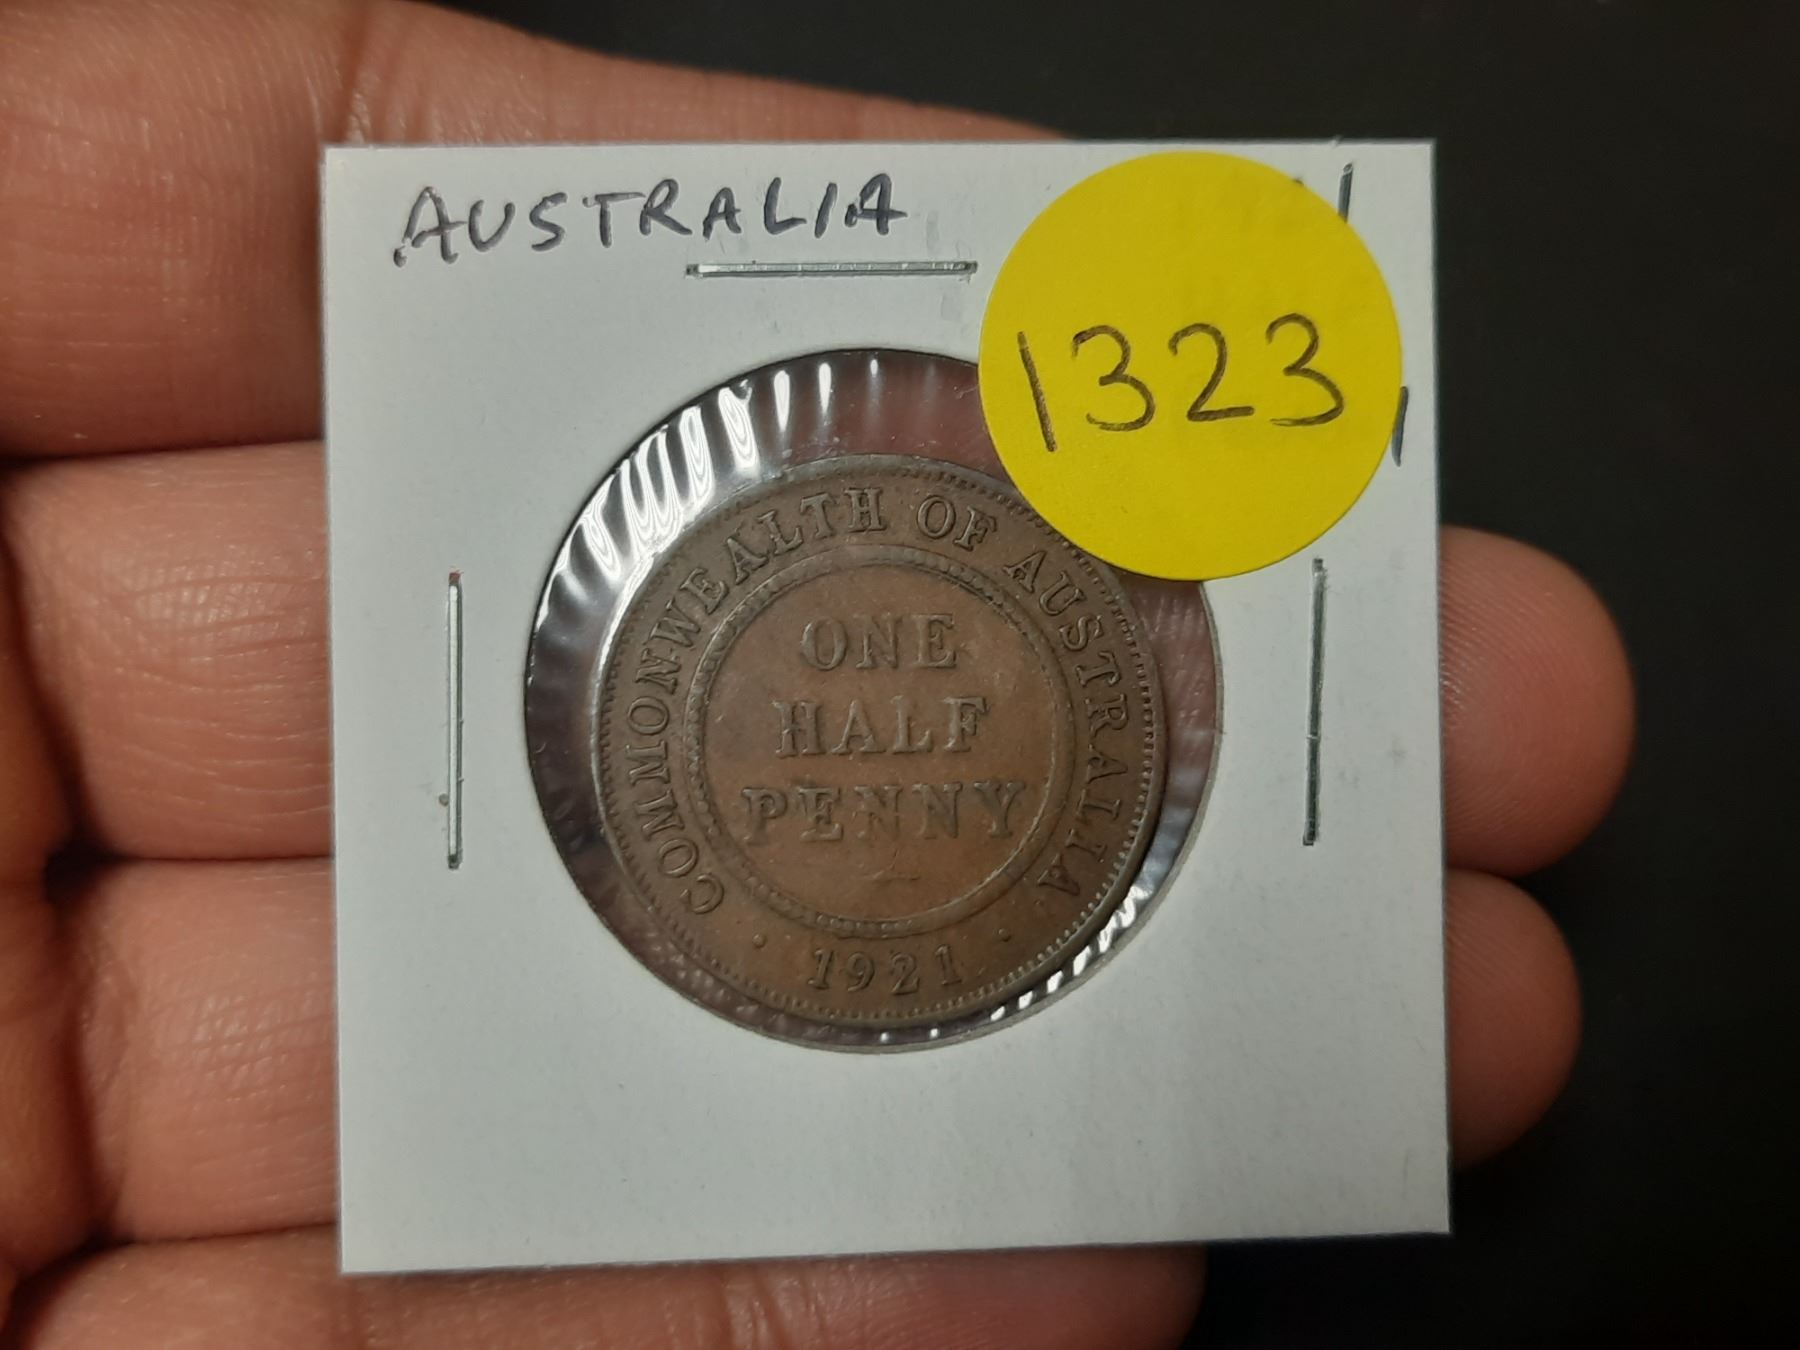 AUSTRALIA
1323
COMMONWEALTH OF AUSTRALIA
ONE
HALF
PENNY
· 1921 ·